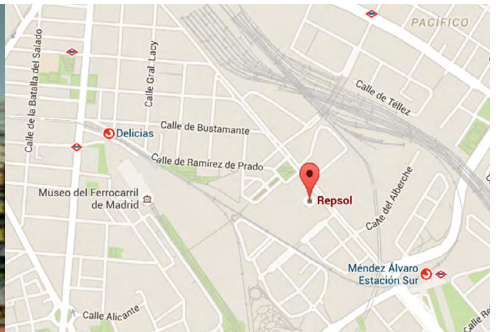 PACÍFICO
Calle de la Batalla del Salado
Calle Gral. Lacy
Calle de Téllez
Delicias
Calle de Bustamante
Calle de Ramírez de Prado
Museo del Ferrocarril
de Madrid
Repsol
Calle del Alberche
Méndez Álvaro
Estación Sur
Calle Alicante